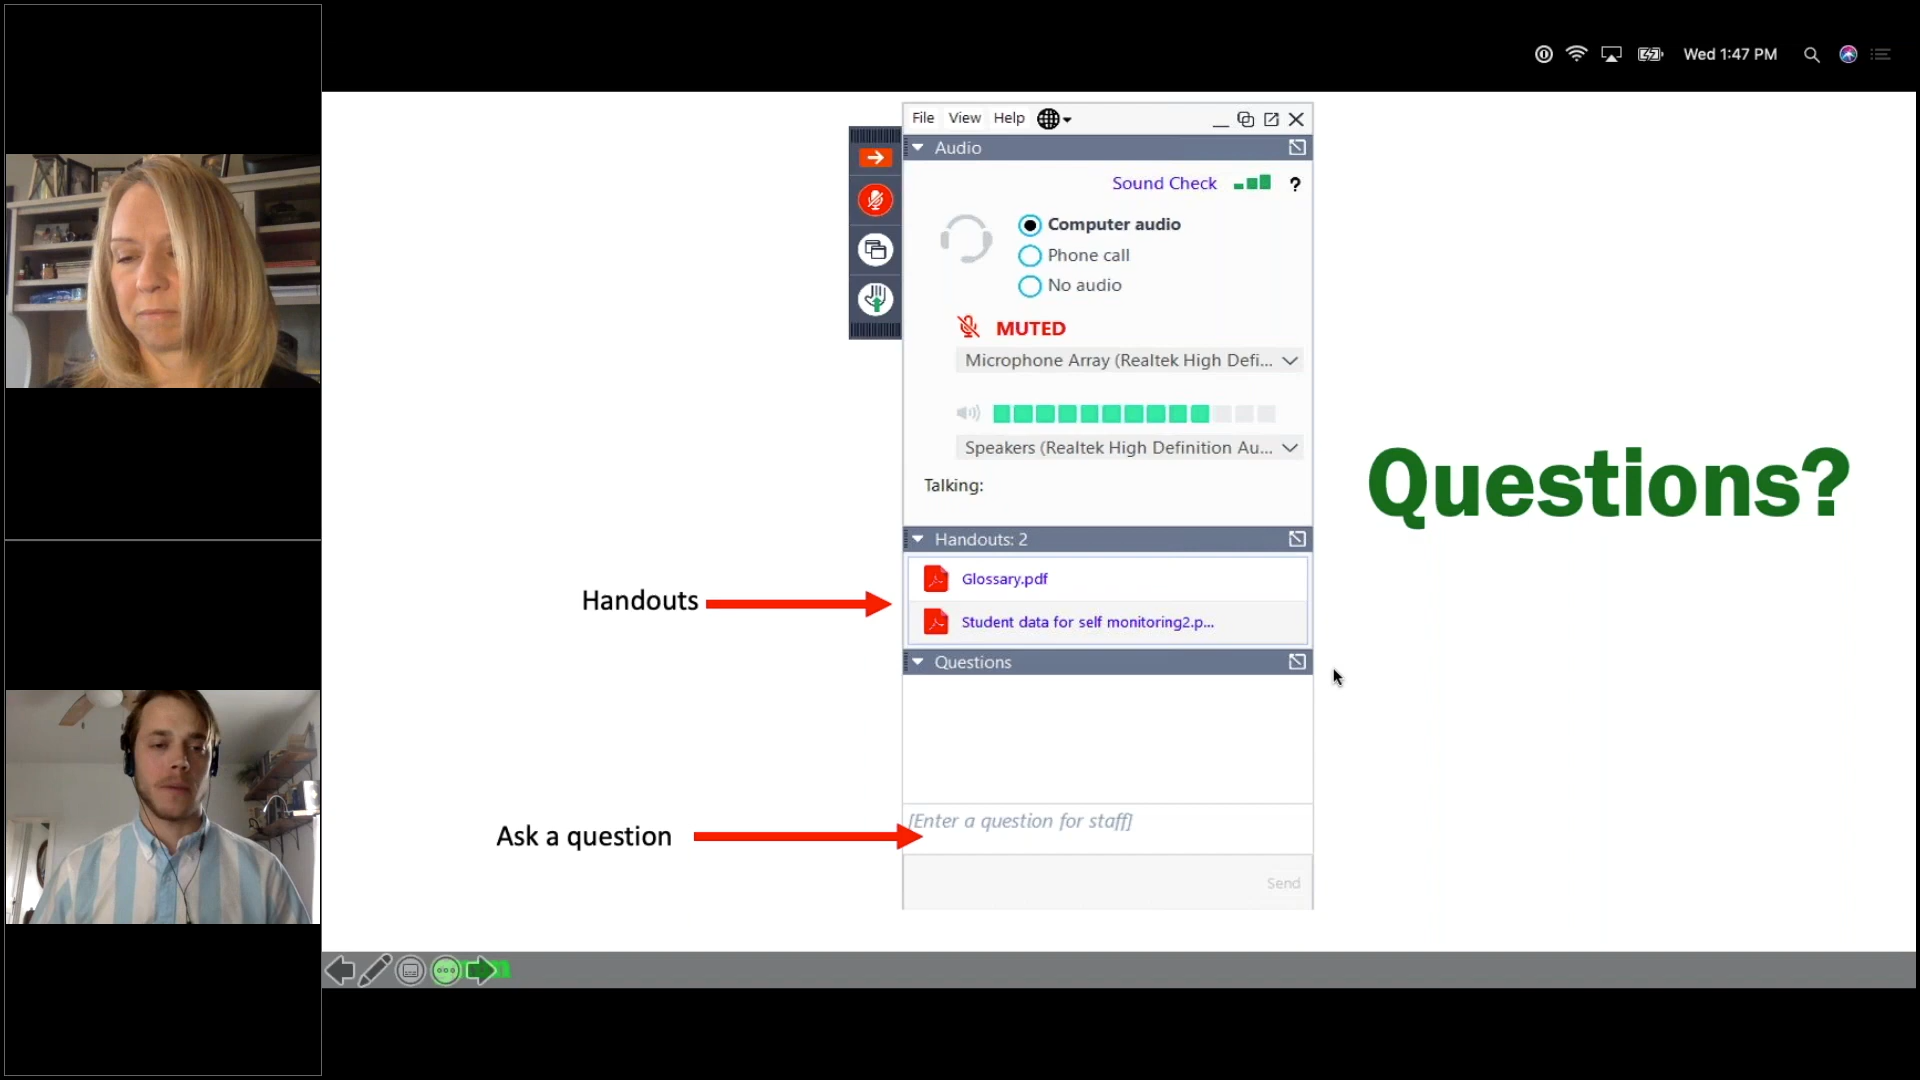 Wed 1:47 PM
File View Help
Audio
Sound Check ?
Computer audio
Phone call
No audio
MUTED
Microphone Array (Realtek High Defi...
Speakers (Realtek High Definition Au...
Talking:
Questions?
Handouts: 2
Glossary.pdf
Handouts
Student data for self monitoring2.p...
Questions
[Enter a question for staff]
Ask a question
Send